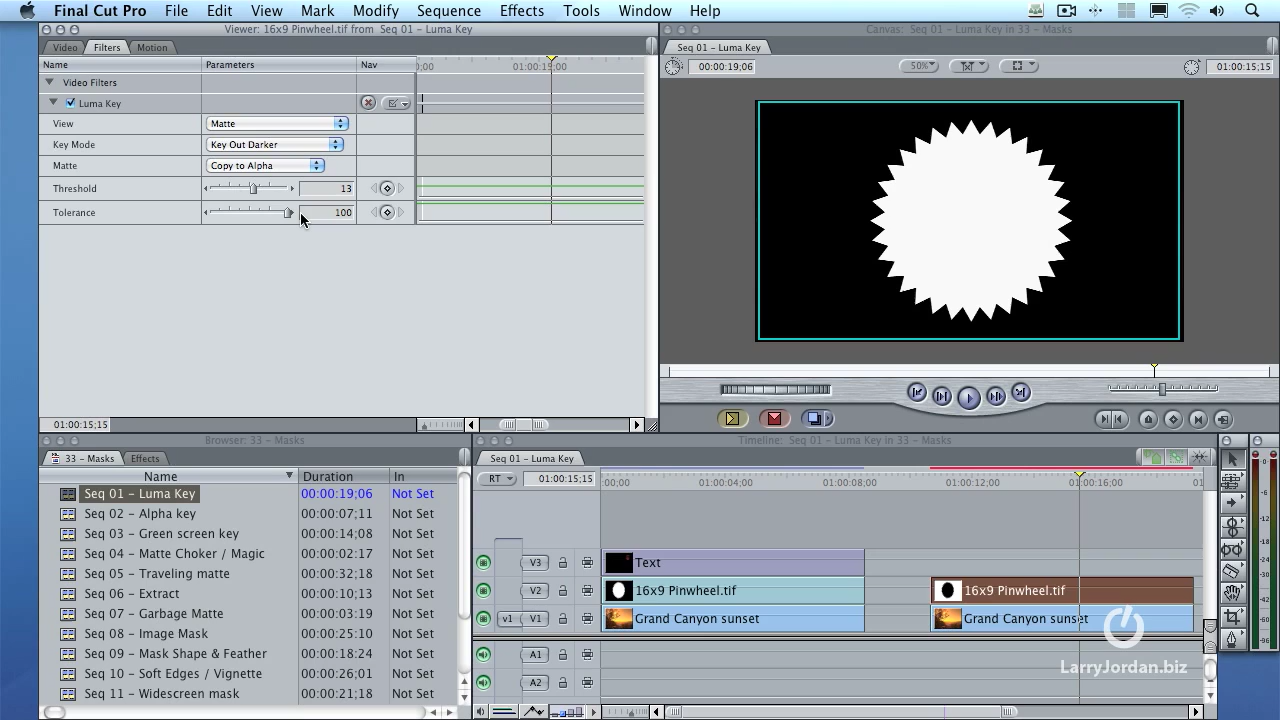 Final Cut Pro File Edit View Mark Modify Sequence Effects Tools Window Help
Viewer: 16x9 Pinwheel.tif from Seq 01 – Luma Key
Video Filters Motion
Name Parameters Nav ;00 01:00:15;00
Video Filters
Luma Key
View Matte
Key Mode Key Out Darker
Matte Copy to Alpha
Threshold 13
Tolerance 100
01:00:15;15
Canvas: Seq 01 – Luma Key in 33 – Masks
Seq 01 – Luma Key
00:00:19;06 50% 01:00:15;15
Browser: 33 – Masks
33 – Masks Effects
Name Duration In
Seq 01 – Luma Key 00:00:19;06 Not Set
Seq 02 – Alpha key 00:00:07;11 Not Set
Seq 03 – Green screen key 00:00:14;08 Not Set
Seq 04 – Matte Choker / Magic 00:00:02:17 Not Set
Seq 05 – Traveling matte 00:00:32;18 Not Set
Seq 06 – Extract 00:00:10;13 Not Set
Seq 07 – Garbage Matte 00:00:03:19 Not Set
Seq 08 – Image Mask 00:00:25:10 Not Set
Seq 09 – Mask Shape & Feather 00:00:18:24 Not Set
Seq 10 – Soft Edges / Vignette 00:00:26;01 Not Set
Seq 11 – Widescreen mask 00:00:21;18 Not Set
Timeline: Seq 01 – Luma Key in 33 – Masks
Seq 01 – Luma Key
RT 01:00:15;15 :00;00 01:00:04;00 01:00:08;00 01:00:12;00 01:00:16;00 01
V3 Text
V2 16x9 Pinwheel.tif 16x9 Pinwheel.tif
v1 V1 Grand Canyon sunset Grand Canyon sunset
A1
A2
LarryJordan.biz
0
-6
-12
-18
-24
-30
-38
-48
-96